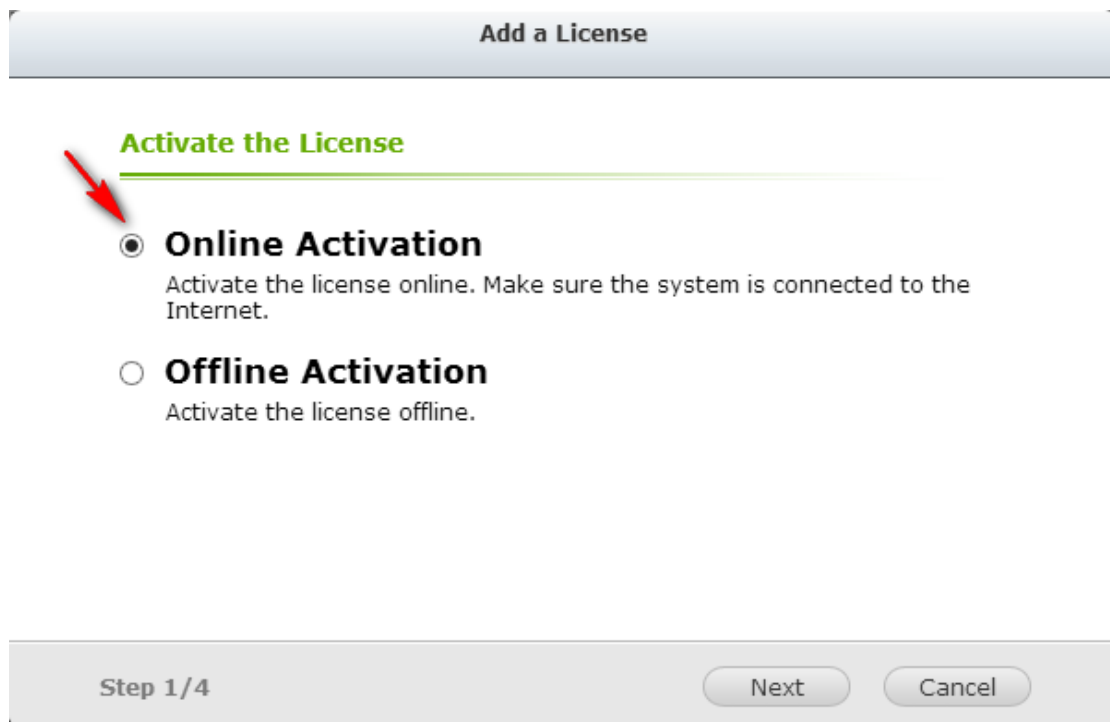 Add a License
Activate the License
Online Activation
Activate the license online. Make sure the system is connected to the
Internet.
Offline Activation
Activate the license offline.
Step 1/4
Next
Cancel